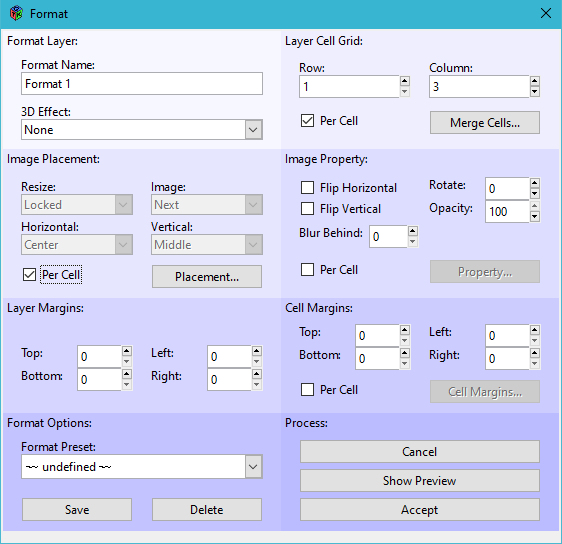 Format
Format Layer:
Format Name:
Format 1
3D Effect:
None
Layer Cell Grid:
Row: Column:
1 3
Per Cell Merge Cells...
Image Placement:
Resize: Image:
Locked Next
Horizontal: Vertical:
Center Middle
Per Cell Placement...
Image Property:
Flip Horizontal Rotate: 0
Flip Vertical Opacity: 100
Blur Behind: 0
Per Cell Property...
Layer Margins:
Top: 0 Left: 0
Bottom: 0 Right: 0
Cell Margins:
Top: 0 Left: 0
Bottom: 0 Right: 0
Per Cell Cell Margins...
Format Options:
Format Preset:
~~ undefined ~~
Save Delete
Process:
Cancel
Show Preview
Accept